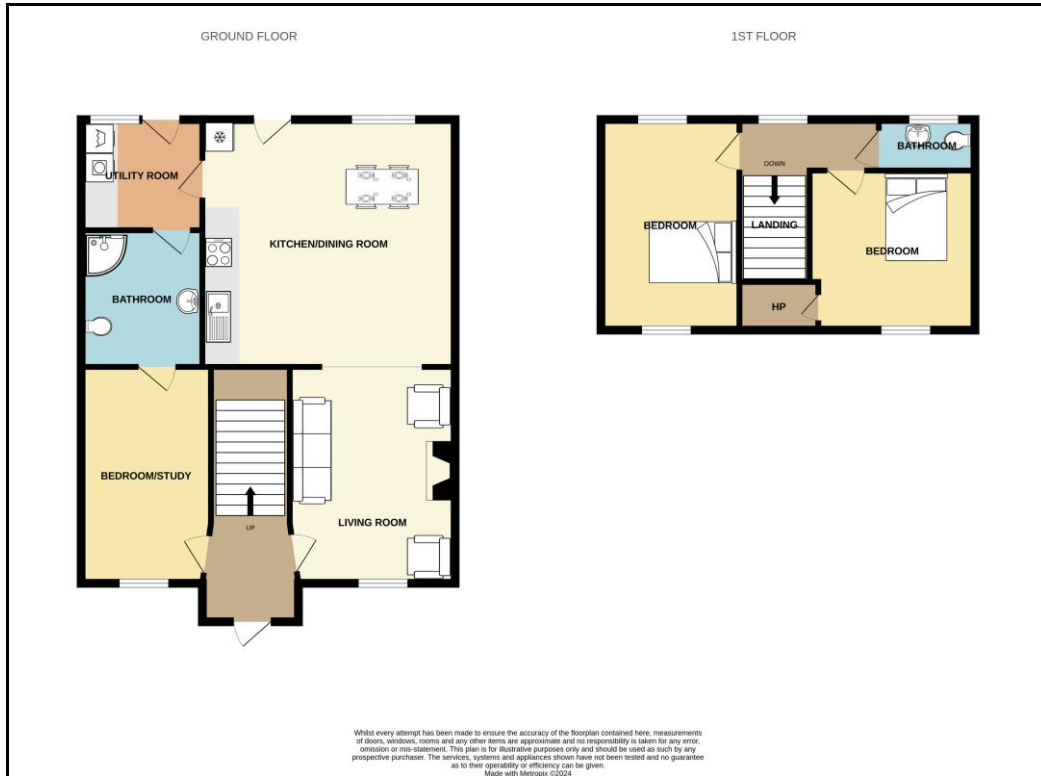 GROUND FLOOR
1ST FLOOR
UTILITY ROOM
KITCHEN/DINING ROOM
BATHROOM
BEDROOM/STUDY
UP
LIVING ROOM
BATHROOM
DOWN
BEDROOM
LANDING
BEDROOM
HP
Whilst every attempt has been made to ensure the accuracy of the floorplan contained here, measurements
of doors, windows, rooms and any other items are approximate and no responsibility is taken for any error,
omission or mis-statement. This plan is for illustrative purposes only and should be used as such by any
prospective purchaser. The services, systems and appliances shown have not been tested and no guarantee
as to their operability or efficiency can be given.
Made with Metropix ©2024